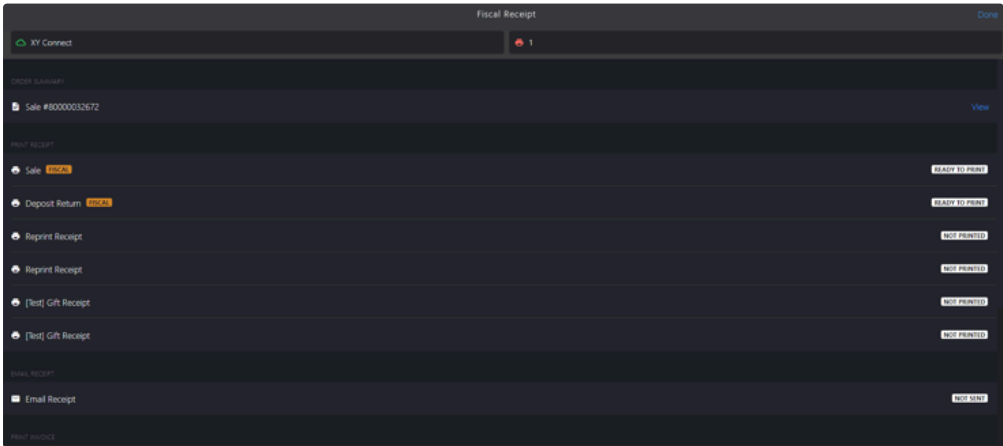 Fiscal Receipt
Done
XY Connect
1
ORDER SUMMARY
Sale #80000032672
View
PRINT RECEIPT
Sale FISCAL
READY TO PRINT
Deposit Return FISCAL
READY TO PRINT
Reprint Receipt
NOT PRINTED
Reprint Receipt
NOT PRINTED
[Test] Gift Receipt
NOT PRINTED
[Test] Gift Receipt
NOT PRINTED
EMAIL RECEIPT
Email Receipt
NOT SENT
PRINT INVOICE